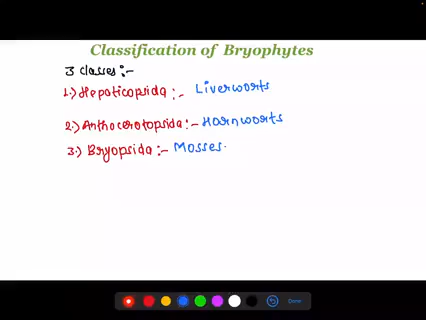 Classification of Bryophytes
3 classes:-
1.) Hepaticopsida :- Liverworts
2.) Anthocerotopsida :- Hornworts
3.) Bryopsida :- Mosses.
Done